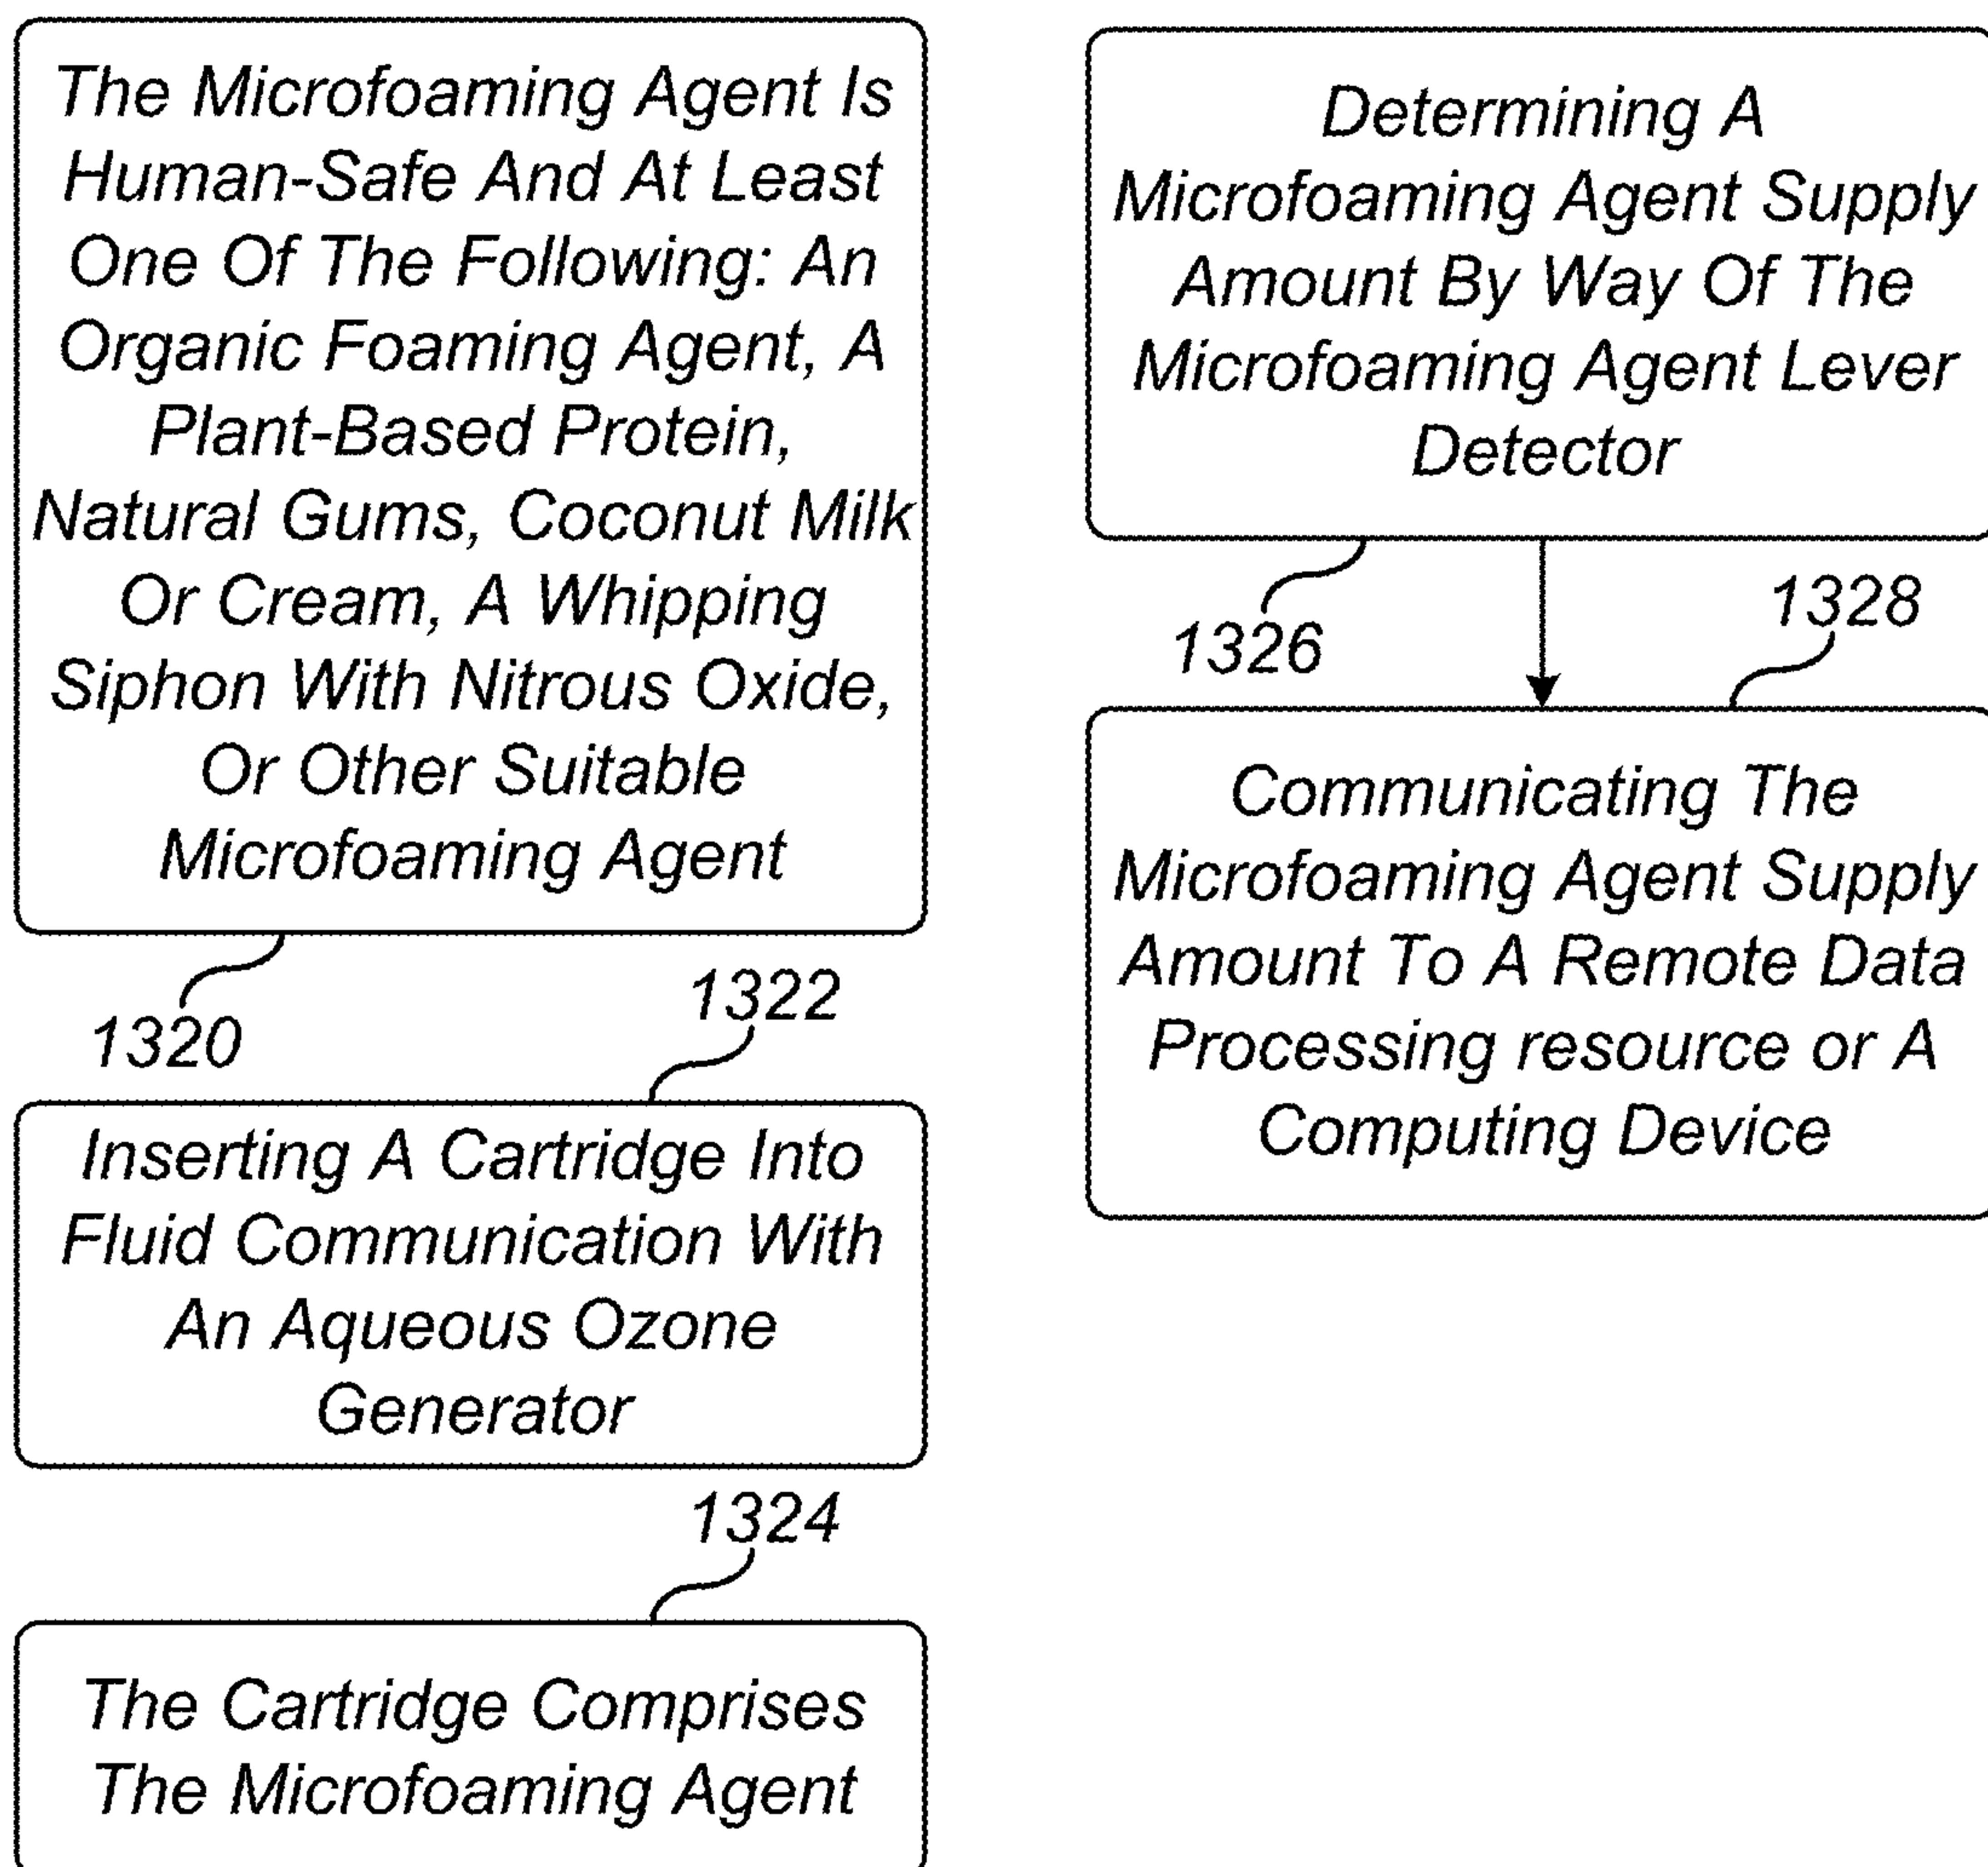 The Microfoaming Agent Is
Human-Safe And At Least
One Of The Following: An
Organic Foaming Agent, A
Plant-Based Protein,
Natural Gums, Coconut Milk
Or Cream, A Whipping
Siphon With Nitrous Oxide,
Or Other Suitable
Microfoaming Agent
1320
1322
Inserting A Cartridge Into
Fluid Communication With
An Aqueous Ozone
Generator
1324
The Cartridge Comprises
The Microfoaming Agent
Determining A
Microfoaming Agent Supply
Amount By Way Of The
Microfoaming Agent Lever
Detector
1326
1328
Communicating The
Microfoaming Agent Supply
Amount To A Remote Data
Processing resource or A
Computing Device